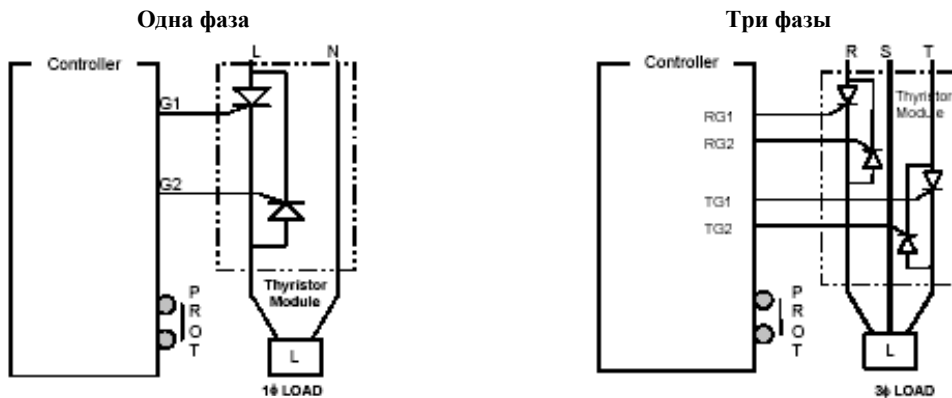 Одна фаза
L N
Controller
G1
G2
P
R
O
T
Thyristor
Module
L
1ϕ LOAD
Три фазы
R S T
Controller
Thyristor
Module
RG1
RG2
TG1
TG2
P
R
O
T
L
3ϕ LOAD